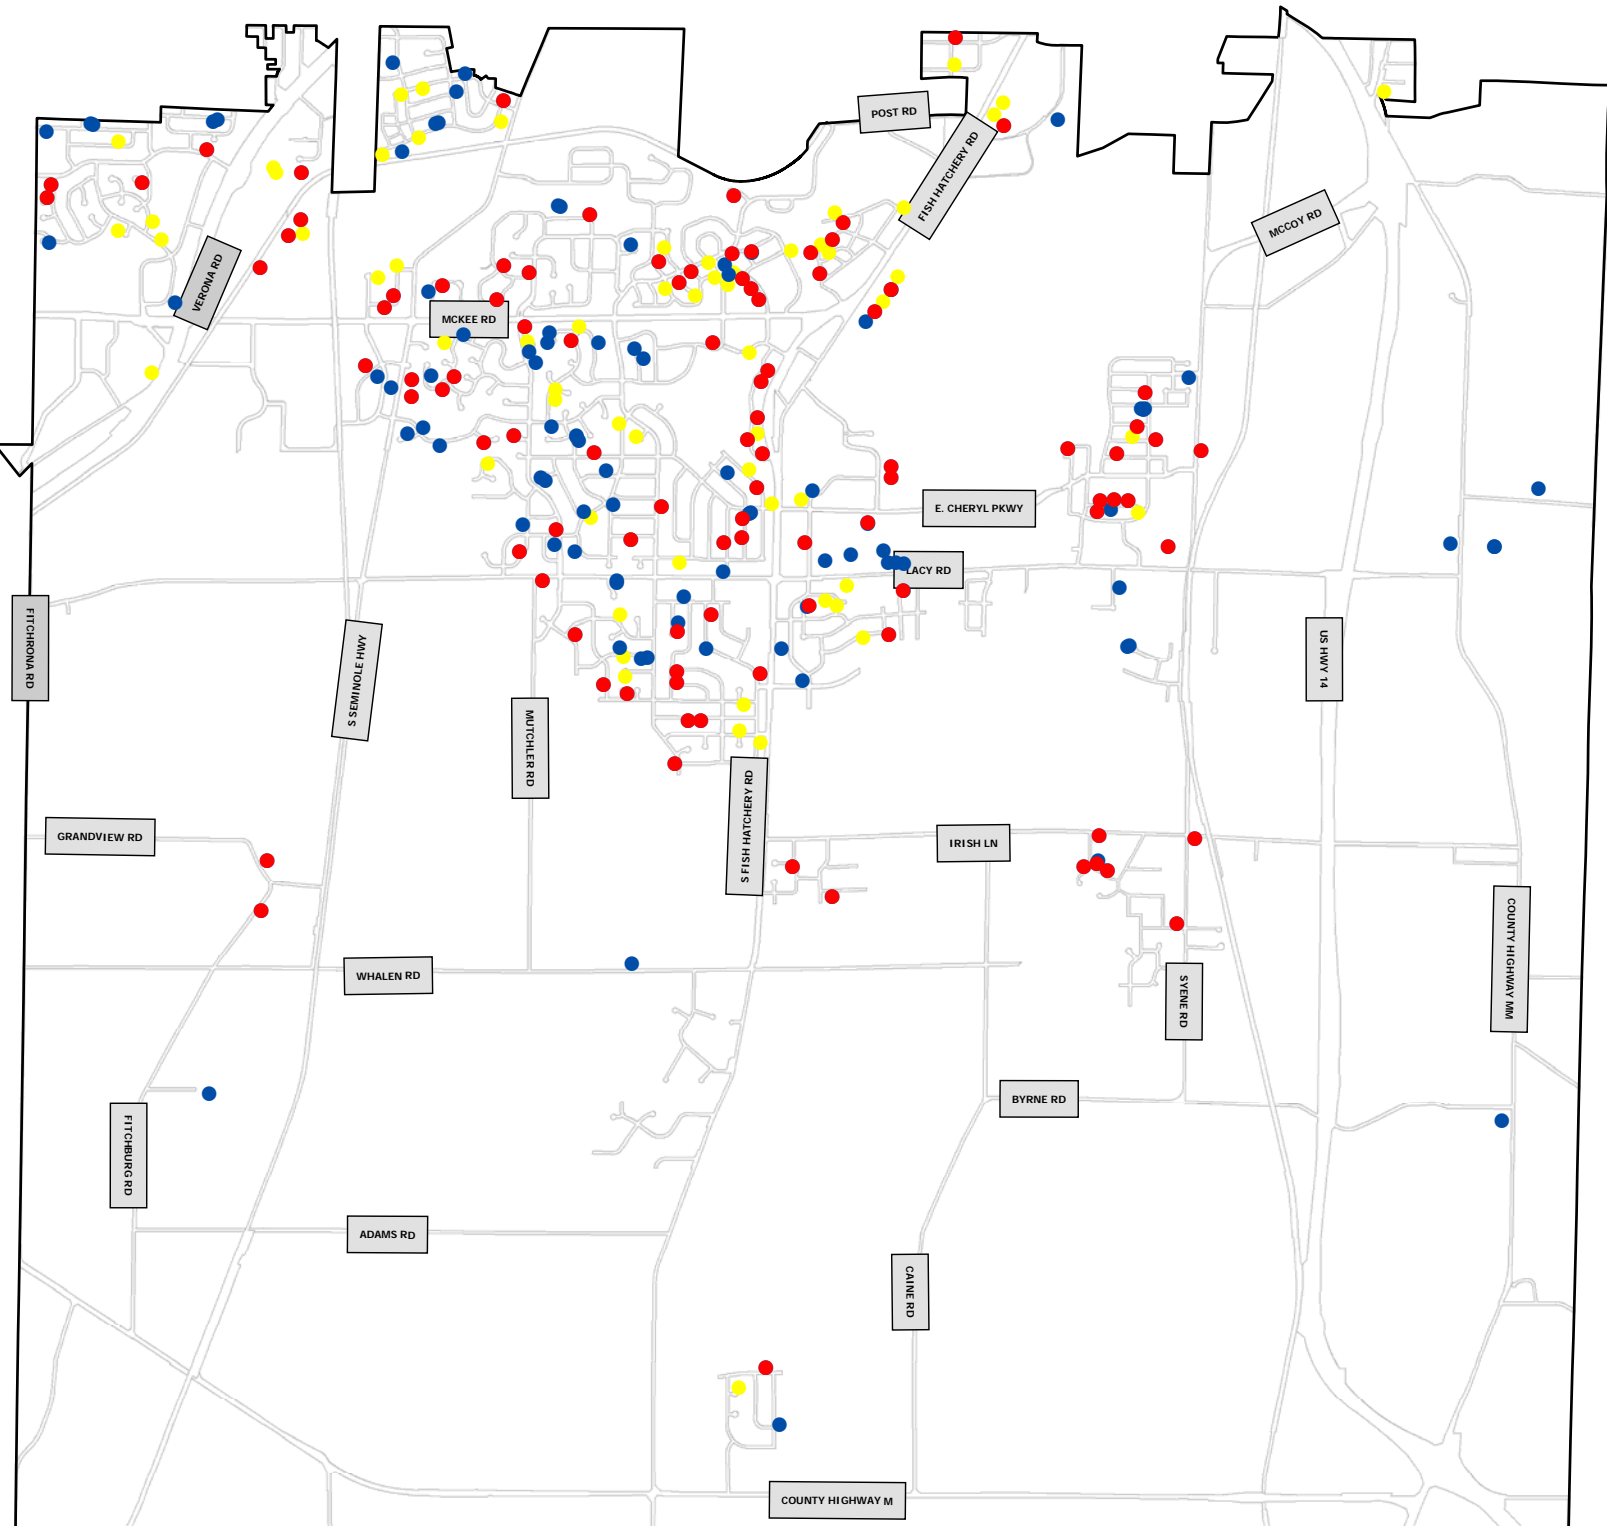 POST RD
FISH HATCHERY RD
MCCOY RD
VERONA RD
MCKEE RD
E. CHERYL PKWY
LACY RD
FITCHRONA RD
S SEMINOLE HWY
US HWY 14
MUTCHLER RD
S FISH HATCHERY RD
GRANDVIEW RD
IRISH LN
COUNTY HIGHWAY MM
WHALEN RD
SYENE RD
BYRNE RD
FITCHBURG RD
ADAMS RD
CAINE RD
COUNTY HIGHWAY M